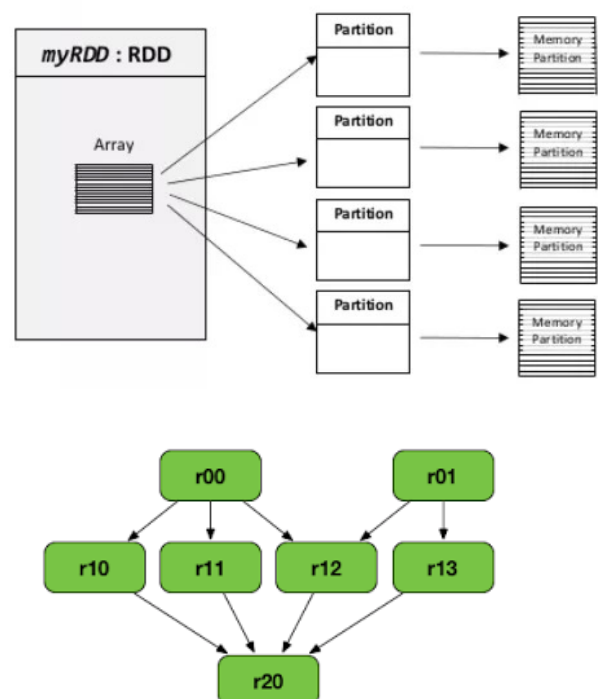 myRDD : RDD
Array
Partition
Memory
Partition
Partition
Memory
Partition
Partition
Memory
Partition
Partition
Memory
Partition
r00
r01
r10
r11
r12
r13
r20